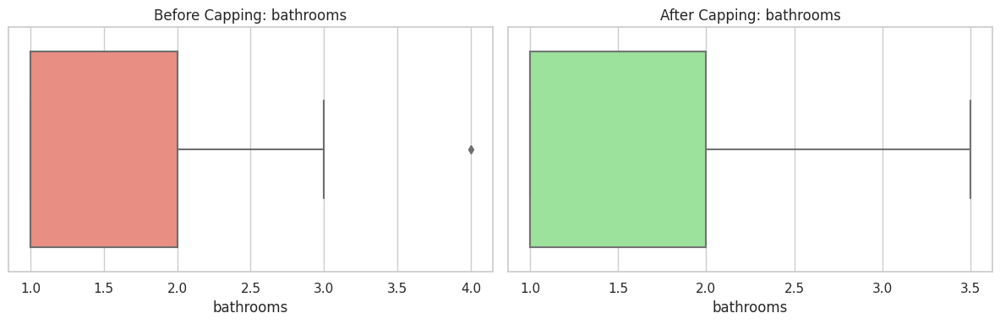 Before Capping: bathrooms
1.0 1.5 2.0 2.5 3.0 3.5 4.0
bathrooms
After Capping: bathrooms
1.0 1.5 2.0 2.5 3.0 3.5
bathrooms